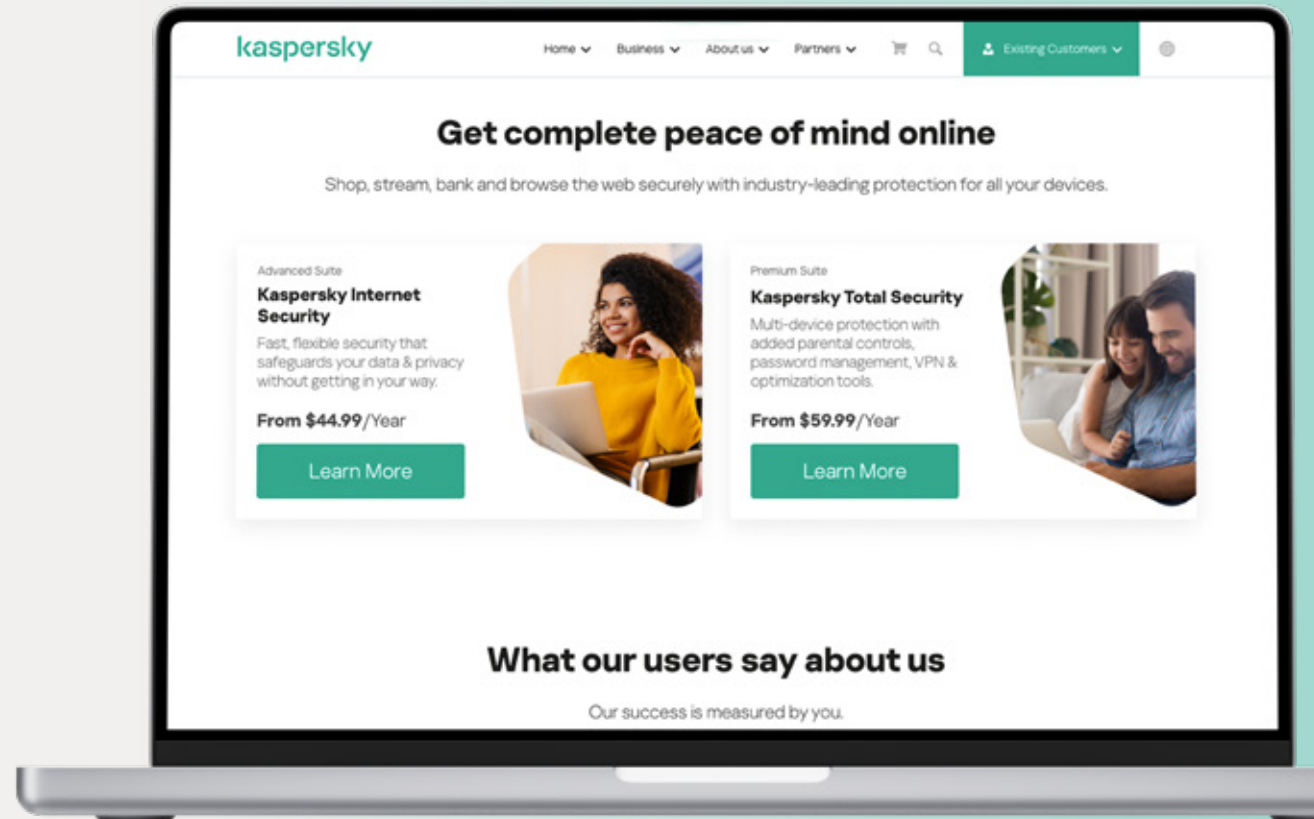 kaspersky
Home Business About us Partners Existing Customers
Get complete peace of mind online
Shop, stream, bank and browse the web securely with industry-leading protection for all your devices.
Advanced Suite
Kaspersky Internet
Security
Fast, flexible security that
safeguards your data & privacy
without getting in your way.
From $44.99/Year
Learn More
Premium Suite
Kaspersky Total Security
Multi-device protection with
added parental controls,
password management, VPN &
optimization tools.
From $59.99/Year
Learn More
What our users say about us
Our success is measured by you.